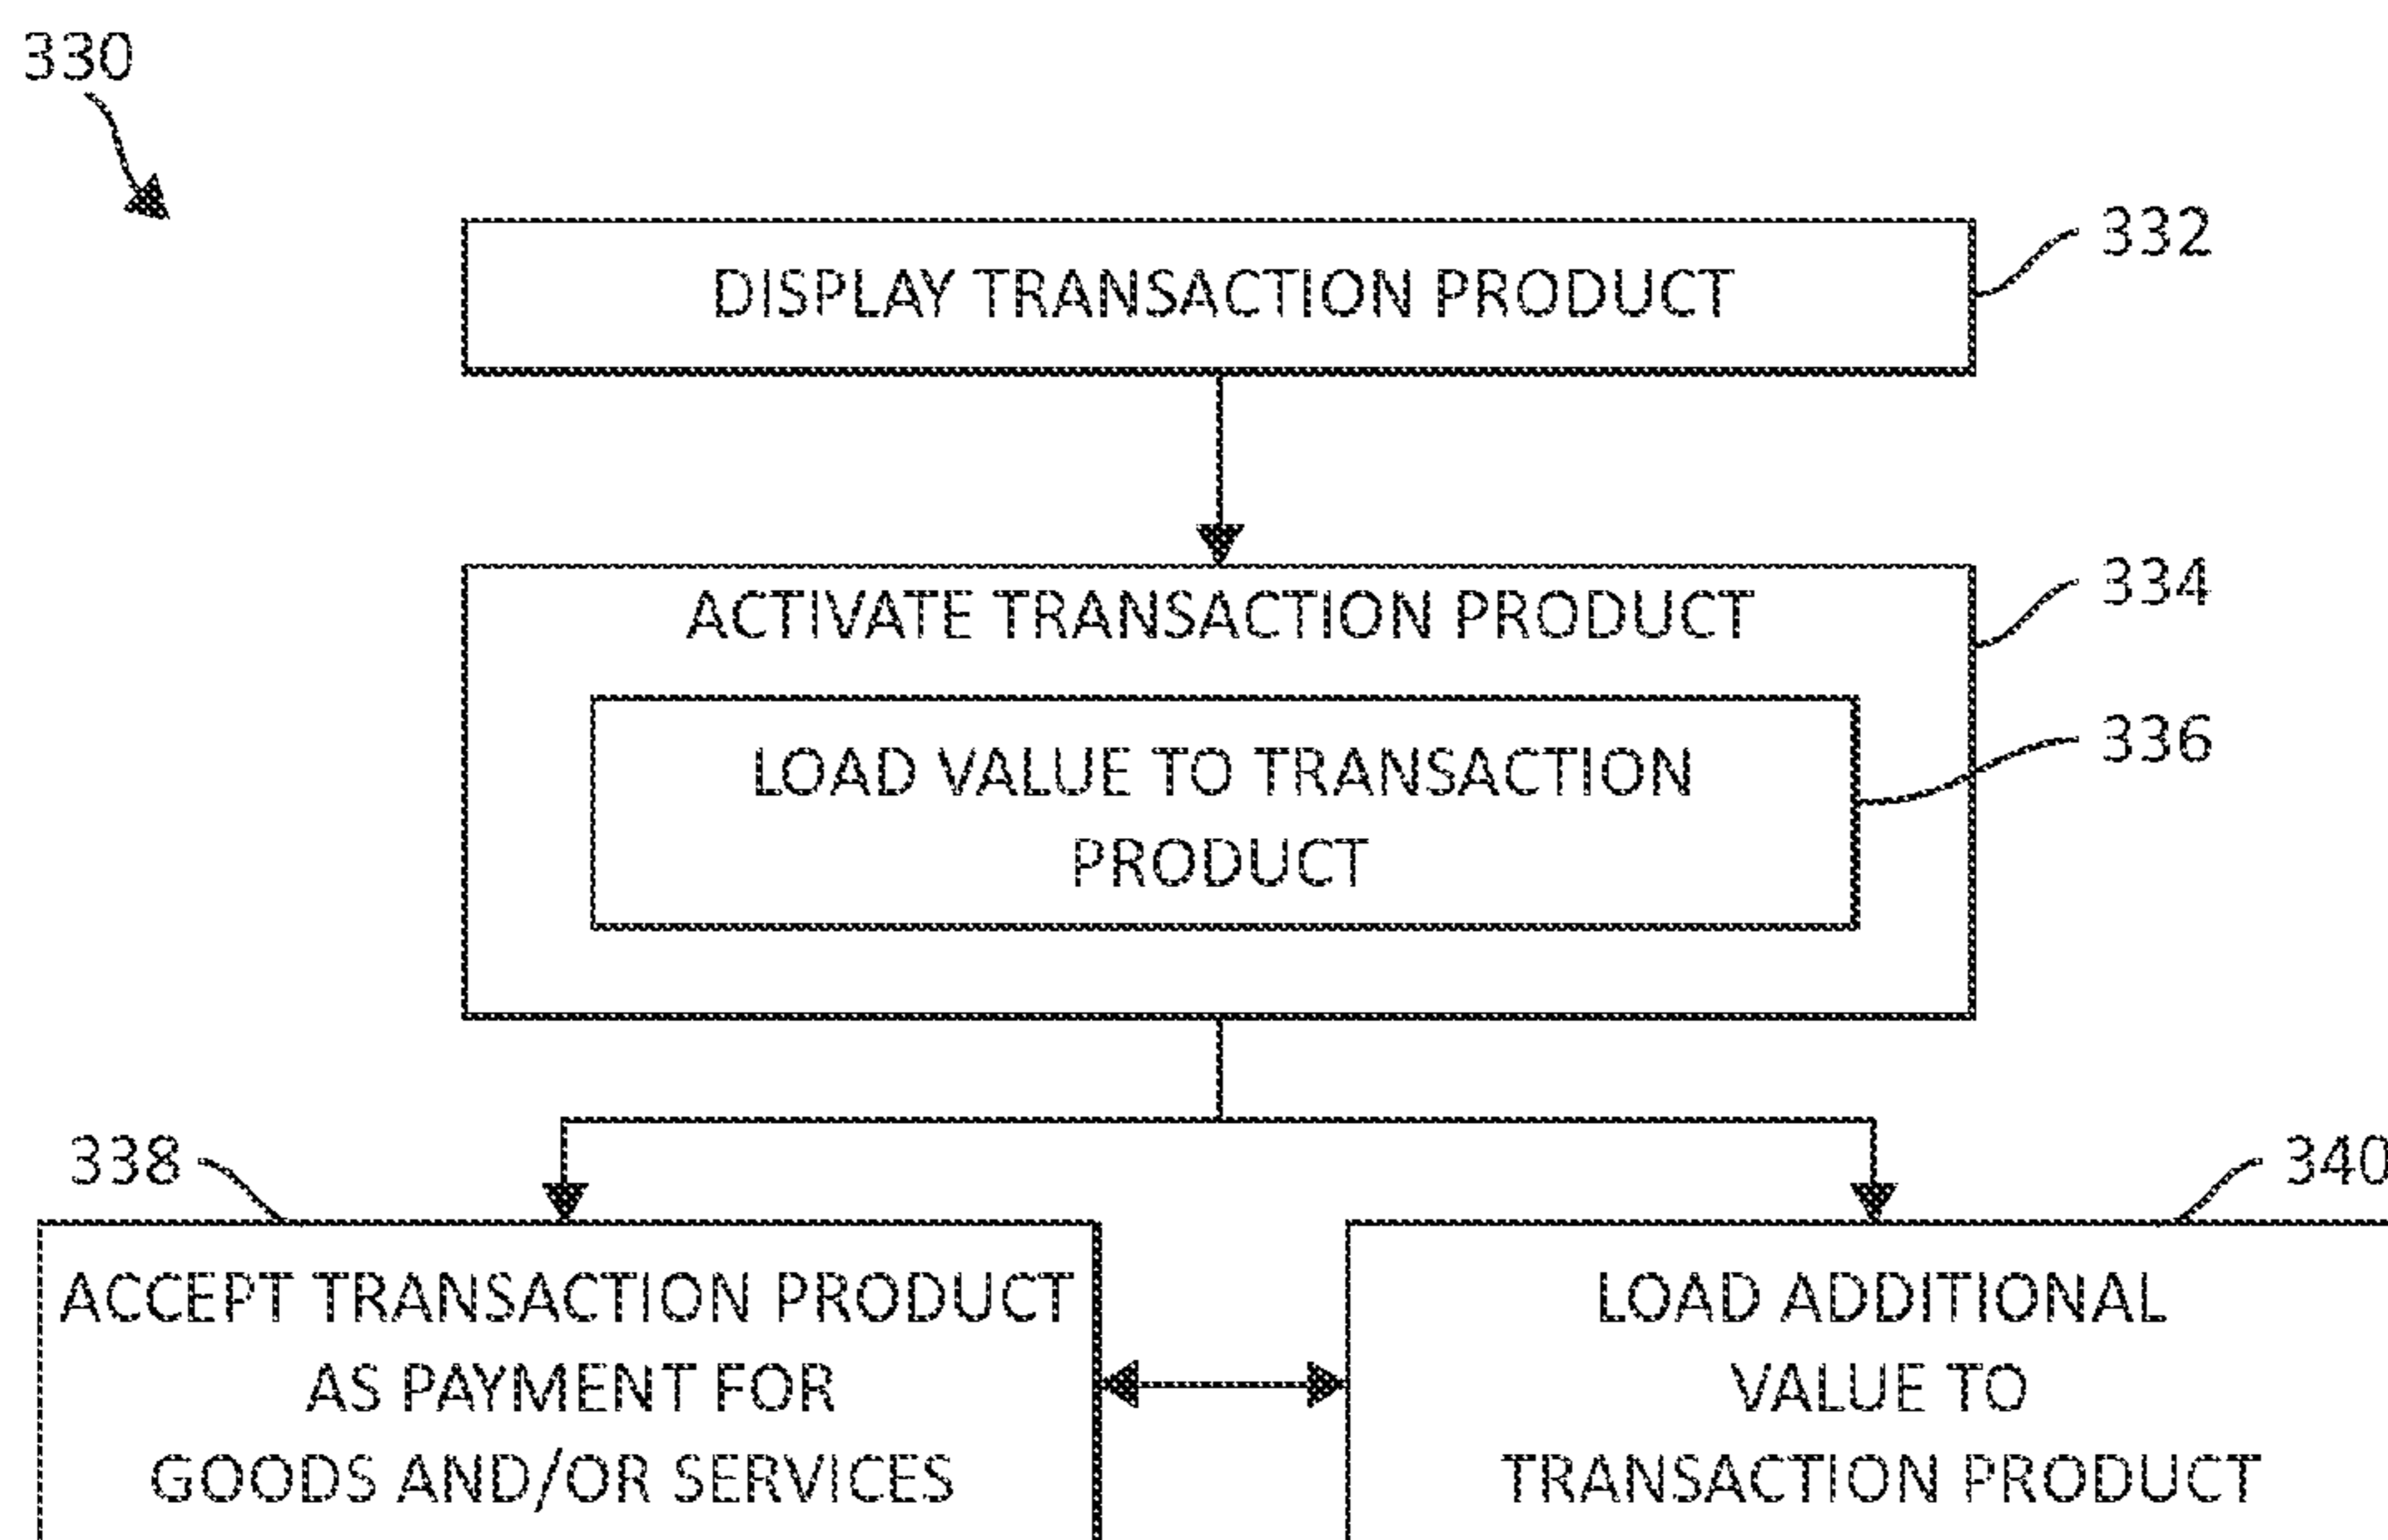 330
DISPLAY TRANSACTION PRODUCT
332
ACTIVATE TRANSACTION PRODUCT
334
LOAD VALUE TO TRANSACTION
PRODUCT
336
338
340
ACCEPT TRANSACTION PRODUCT
AS PAYMENT FOR
GOODS AND/OR SERVICES
LOAD ADDITIONAL
VALUE TO
TRANSACTION PRODUCT